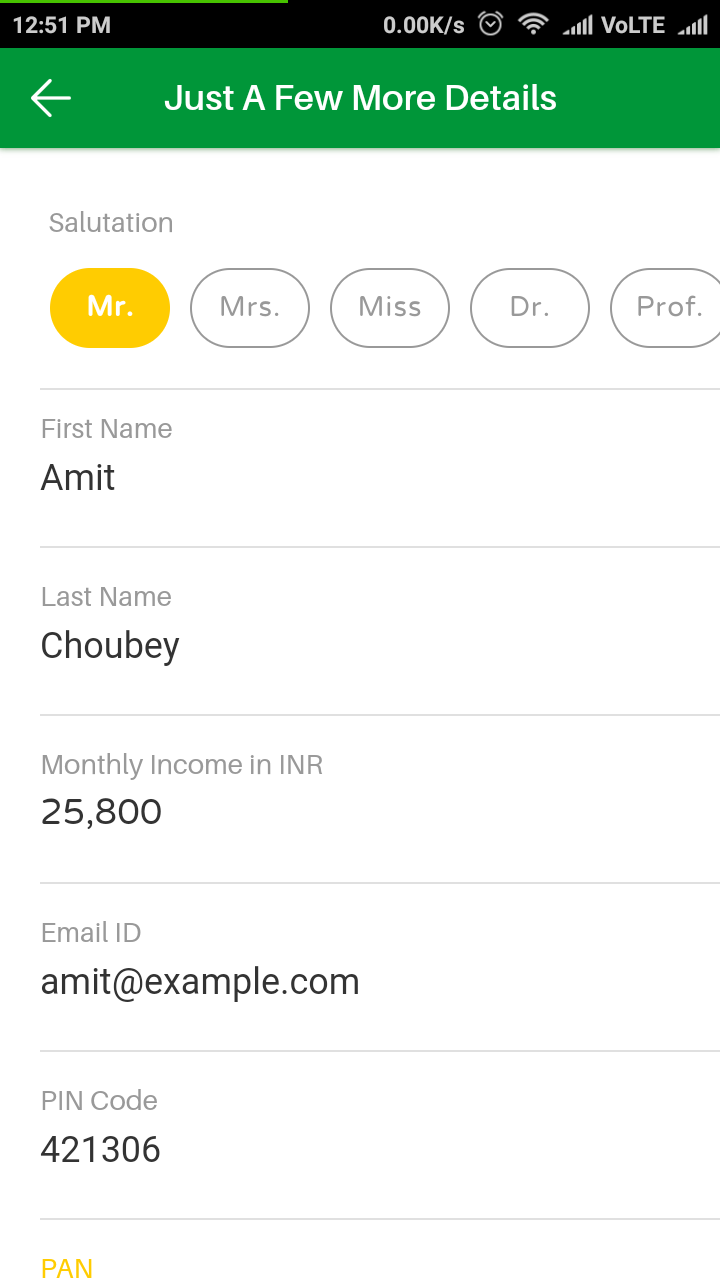 12:51 PM 0.00K/s VoLTE
Just A Few More Details
Salutation
Mr. Mrs. Miss Dr. Prof.
First Name
Amit
Last Name
Choubey
Monthly Income in INR
25,800
Email ID
amit@example.com
PIN Code
421306
PAN